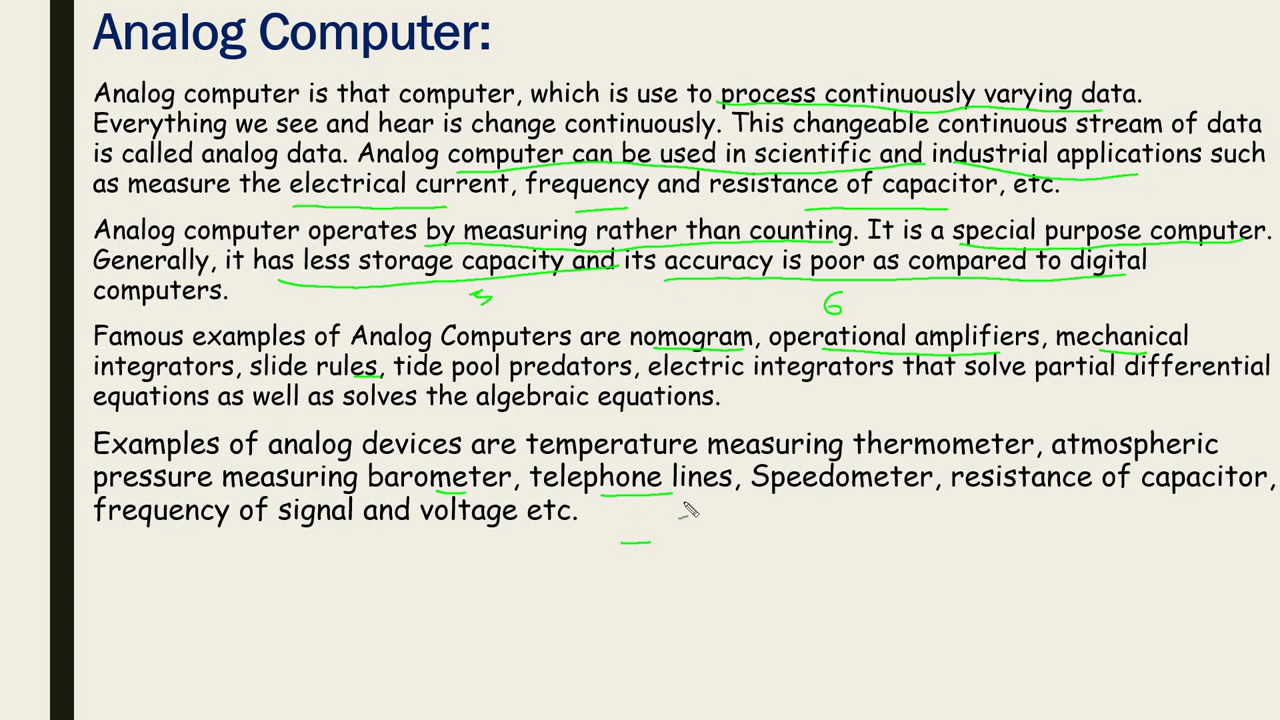 Analog Computer:
Analog computer is that computer, which is use to process continuously varying data.
Everything we see and hear is change continuously. This changeable continuous stream of data
is called analog data. Analog computer can be used in scientific and industrial applications such
as measure the electrical current, frequency and resistance of capacitor, etc.
Analog computer operates by measuring rather than counting. It is a special purpose computer.
Generally, it has less storage capacity and its accuracy is poor as compared to digital
computers.
6
Famous examples of Analog Computers are nomogram, operational amplifiers, mechanical
integrators, slide rules, tide pool predators, electric integrators that solve partial differential
equations as well as solves the algebraic equations.
Examples of analog devices are temperature measuring thermometer, atmospheric
pressure measuring barometer, telephone lines, Speedometer, resistance of capacitor,
frequency of signal and voltage etc.